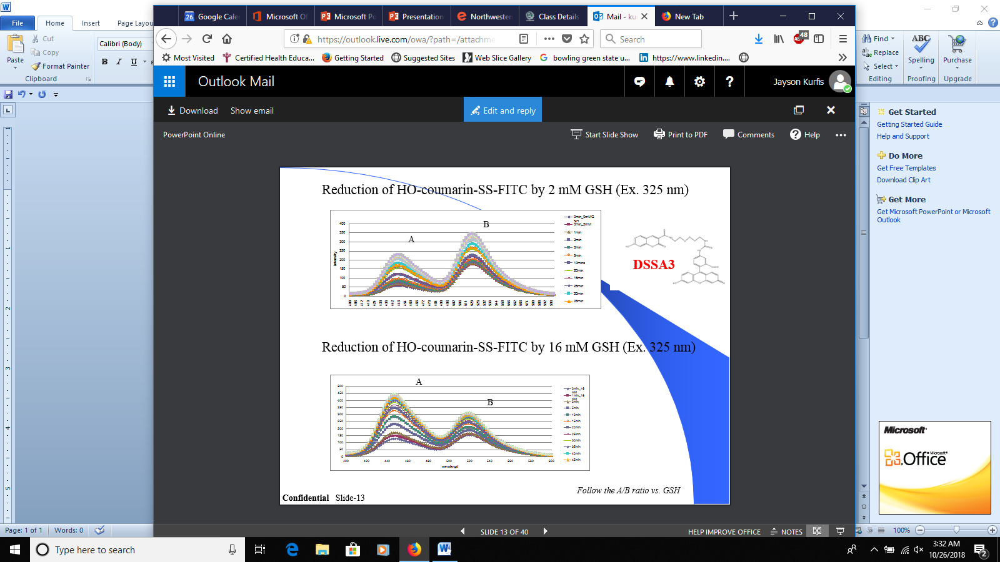 Google Cale
Microsoft Of
Microsoft Po
Presentation
Northwester
Class Details
Mail - ku
New Tab
File
Home
Insert
Page Layou
https://outlook.live.com/owa/?path=/attachme
Search
48
Cut
Copy
Paste
Format Painter
Clipboard
Calibri (Body)
B I U
Find
Replace
Select
Editing
ABC
Spelling
Proofing
Purchase
Upgrade
Most Visited
Certified Health Educa...
Getting Started
Suggested Sites
Web Slice Gallery
bowling green state u...
https://www.linkedin....
Outlook Mail
Jayson Kurfis
Download
Show email
Edit and reply
PowerPoint Online
Start Slide Show
Print to PDF
Comments
Help
Get Started
Getting Started Guide
Help and Support
Do More
Get Free Templates
Download Clip Art
Get More
Get Microsoft PowerPoint or Microsoft
Outlook
Reduction of HO-coumarin-SS-FITC by 2 mM GSH (Ex. 325 nm)
A
B
400
350
300
250
200
150
100
50
0
Intensity
0min_0mMG
SH
0min_2mM
1min
2min
3min
5min
10mins
20min
15min
25min
20min
25min
DSSA3
Reduction of HO-coumarin-SS-FITC by 16 mM GSH (Ex. 325 nm)
A
B
500
450
400
350
300
250
200
150
100
50
0
400 420 440 460 480 500 520 540 560 580 600
0min_16
mM
1min_16
mM
5min
10min
15min
20min
25min
30min
35min
40min
45min
Follow the A/B ratio vs. GSH
Confidential Slide-13
SLIDE 13 OF 40
HELP IMPROVE OFFICE
NOTES
Microsoft
Microsoft
Office
Page: 1 of 1
Words: 0
100%
Type here to search
3:32 AM
10/26/2018
2